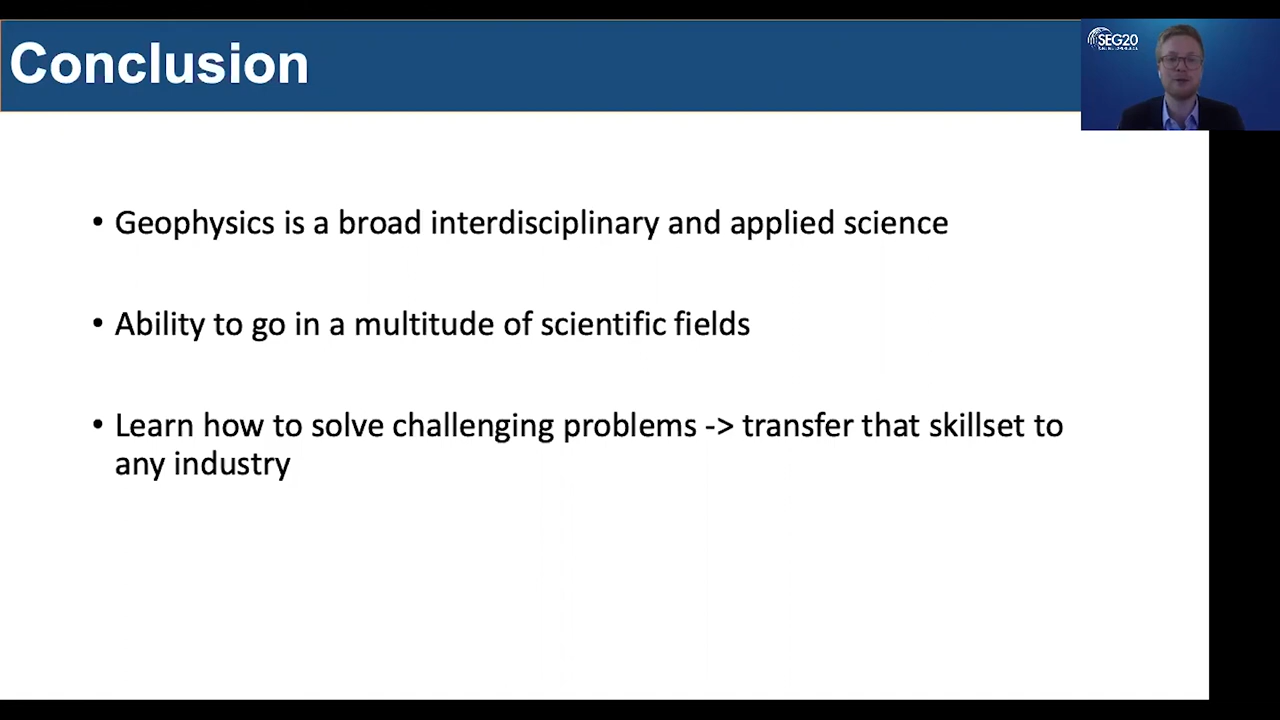 Conclusion
SEG20
• Geophysics is a broad interdisciplinary and applied science
• Ability to go in a multitude of scientific fields
• Learn how to solve challenging problems -> transfer that skillset to
any industry